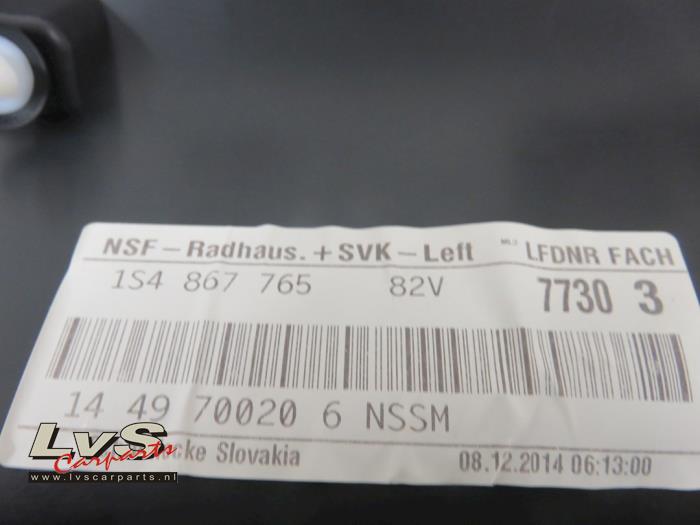 NSF-Radhaus.+SVK-Left
ML2 LFDNR FACH
1S4 867 765 82V 7730 3
14 49 70020 6 NSSM
Slovakia 08.12.2014 06:13:00
LvS
Carparts
www.lvscarparts.nl